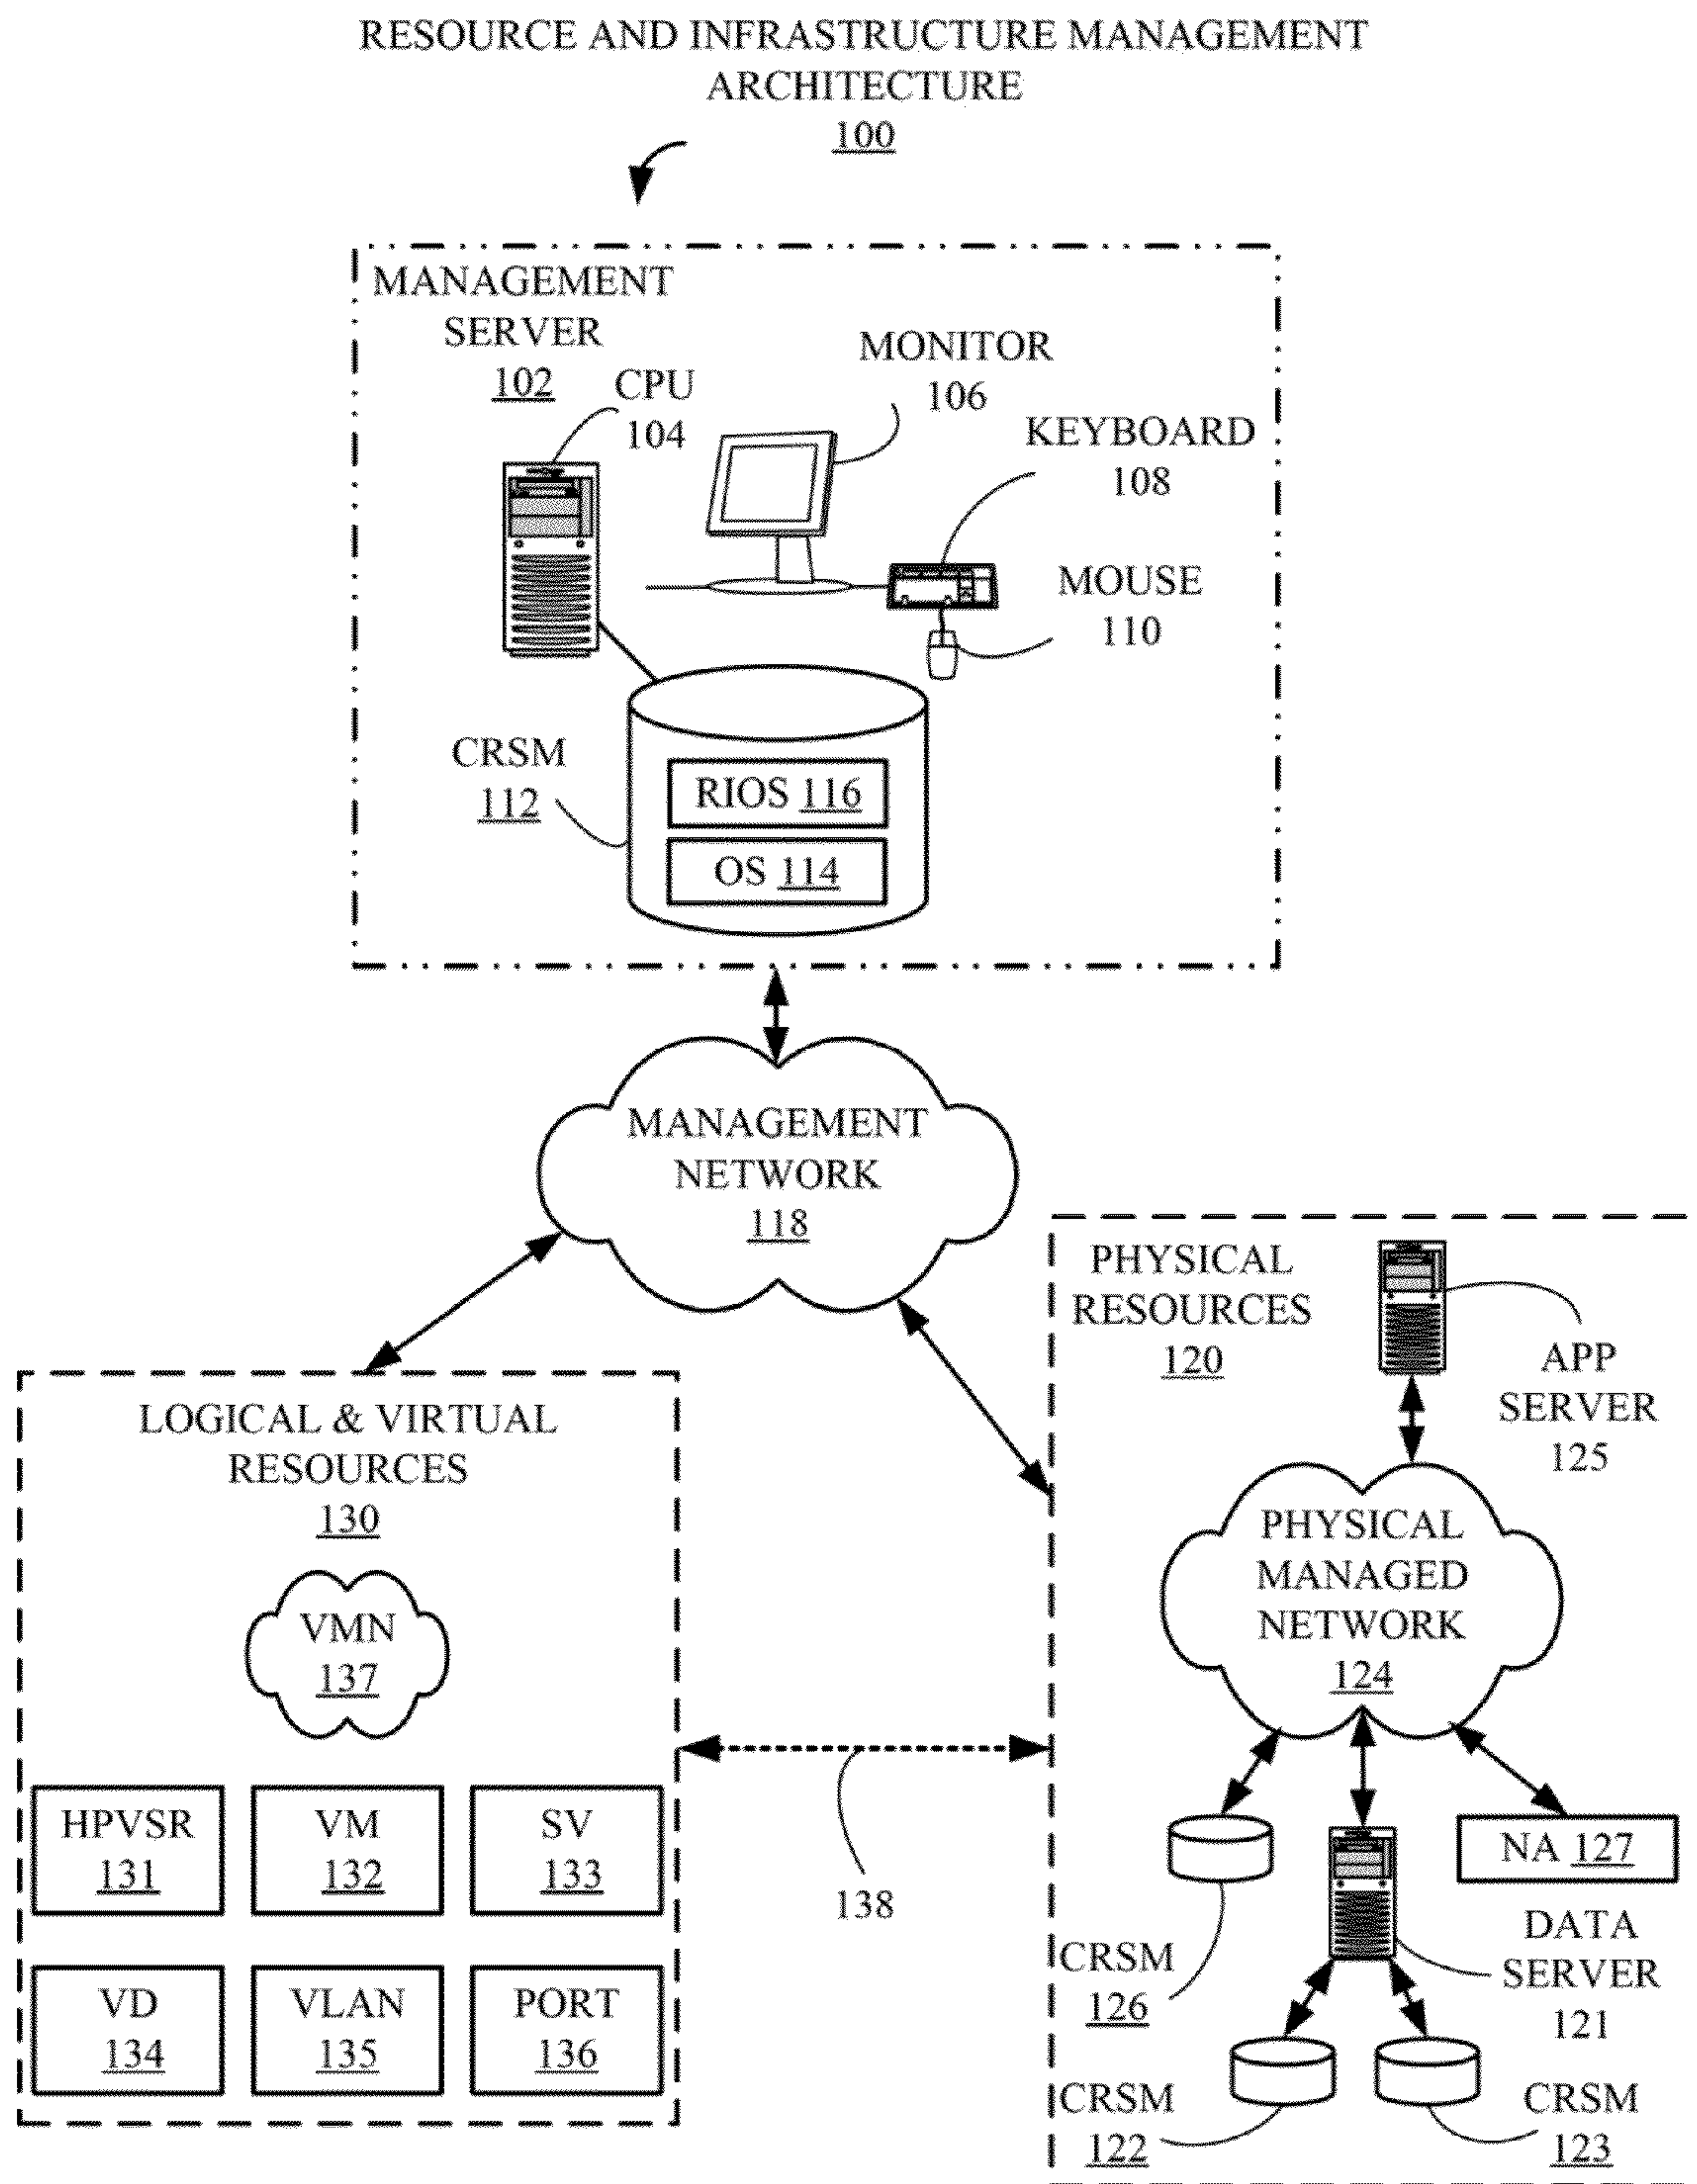 RESOURCE AND INFRASTRUCTURE MANAGEMENT
ARCHITECTURE
100
MANAGEMENT
SERVER
102
CPU
104
MONITOR
106
KEYBOARD
108
MOUSE
110
CRSM
112
RIOS 116
OS 114
MANAGEMENT
NETWORK
118
LOGICAL & VIRTUAL
RESOURCES
130
VMN
137
HPVSR
131
VM
132
SV
133
VD
134
VLAN
135
PORT
136
138
PHYSICAL
RESOURCES
120
APP
SERVER
125
PHYSICAL
MANAGED
NETWORK
124
NA 127
CRSM
126
DATA
SERVER
121
CRSM
122
CRSM
123